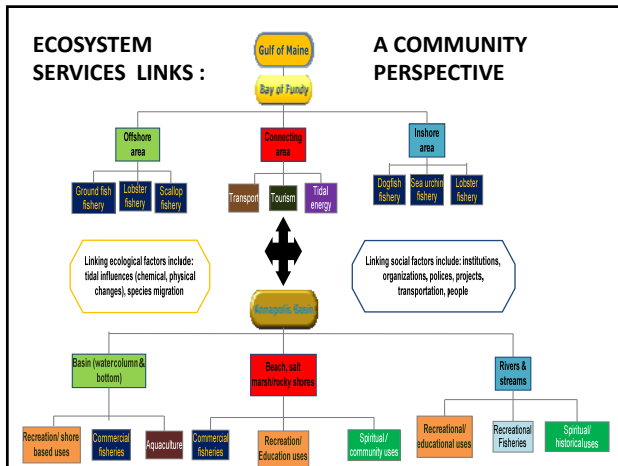 ECOSYSTEM
SERVICES LINKS :
A COMMUNITY
PERSPECTIVE
Gulf of Maine
Bay of Fundy
Offshore
area
Connecting
area
Inshore
area
Ground fish
fishery
Lobster
fishery
Scallop
fishery
Transport
Tourism
Tidal
energy
Dogfish
fishery
Sea urchin
fishery
Lobster
fishery
Linking ecological factors include:
tidal influences (chemical, physical
changes), species migration
Linking social factors include: institutions,
organizations, polices, projects,
transportation, people
Annapolis Basin
Basin (watercolumn &
bottom)
Beach, salt
marsh/rocky shores
Rivers &
streams
Recreation/ shore
based uses
Commercial
fisheries
Aquaculture
Commercial
fisheries
Recreation/
Education uses
Spiritual/
community uses
Recreational/
educational uses
Recreational
Fisheries
Spiritual/
historical uses